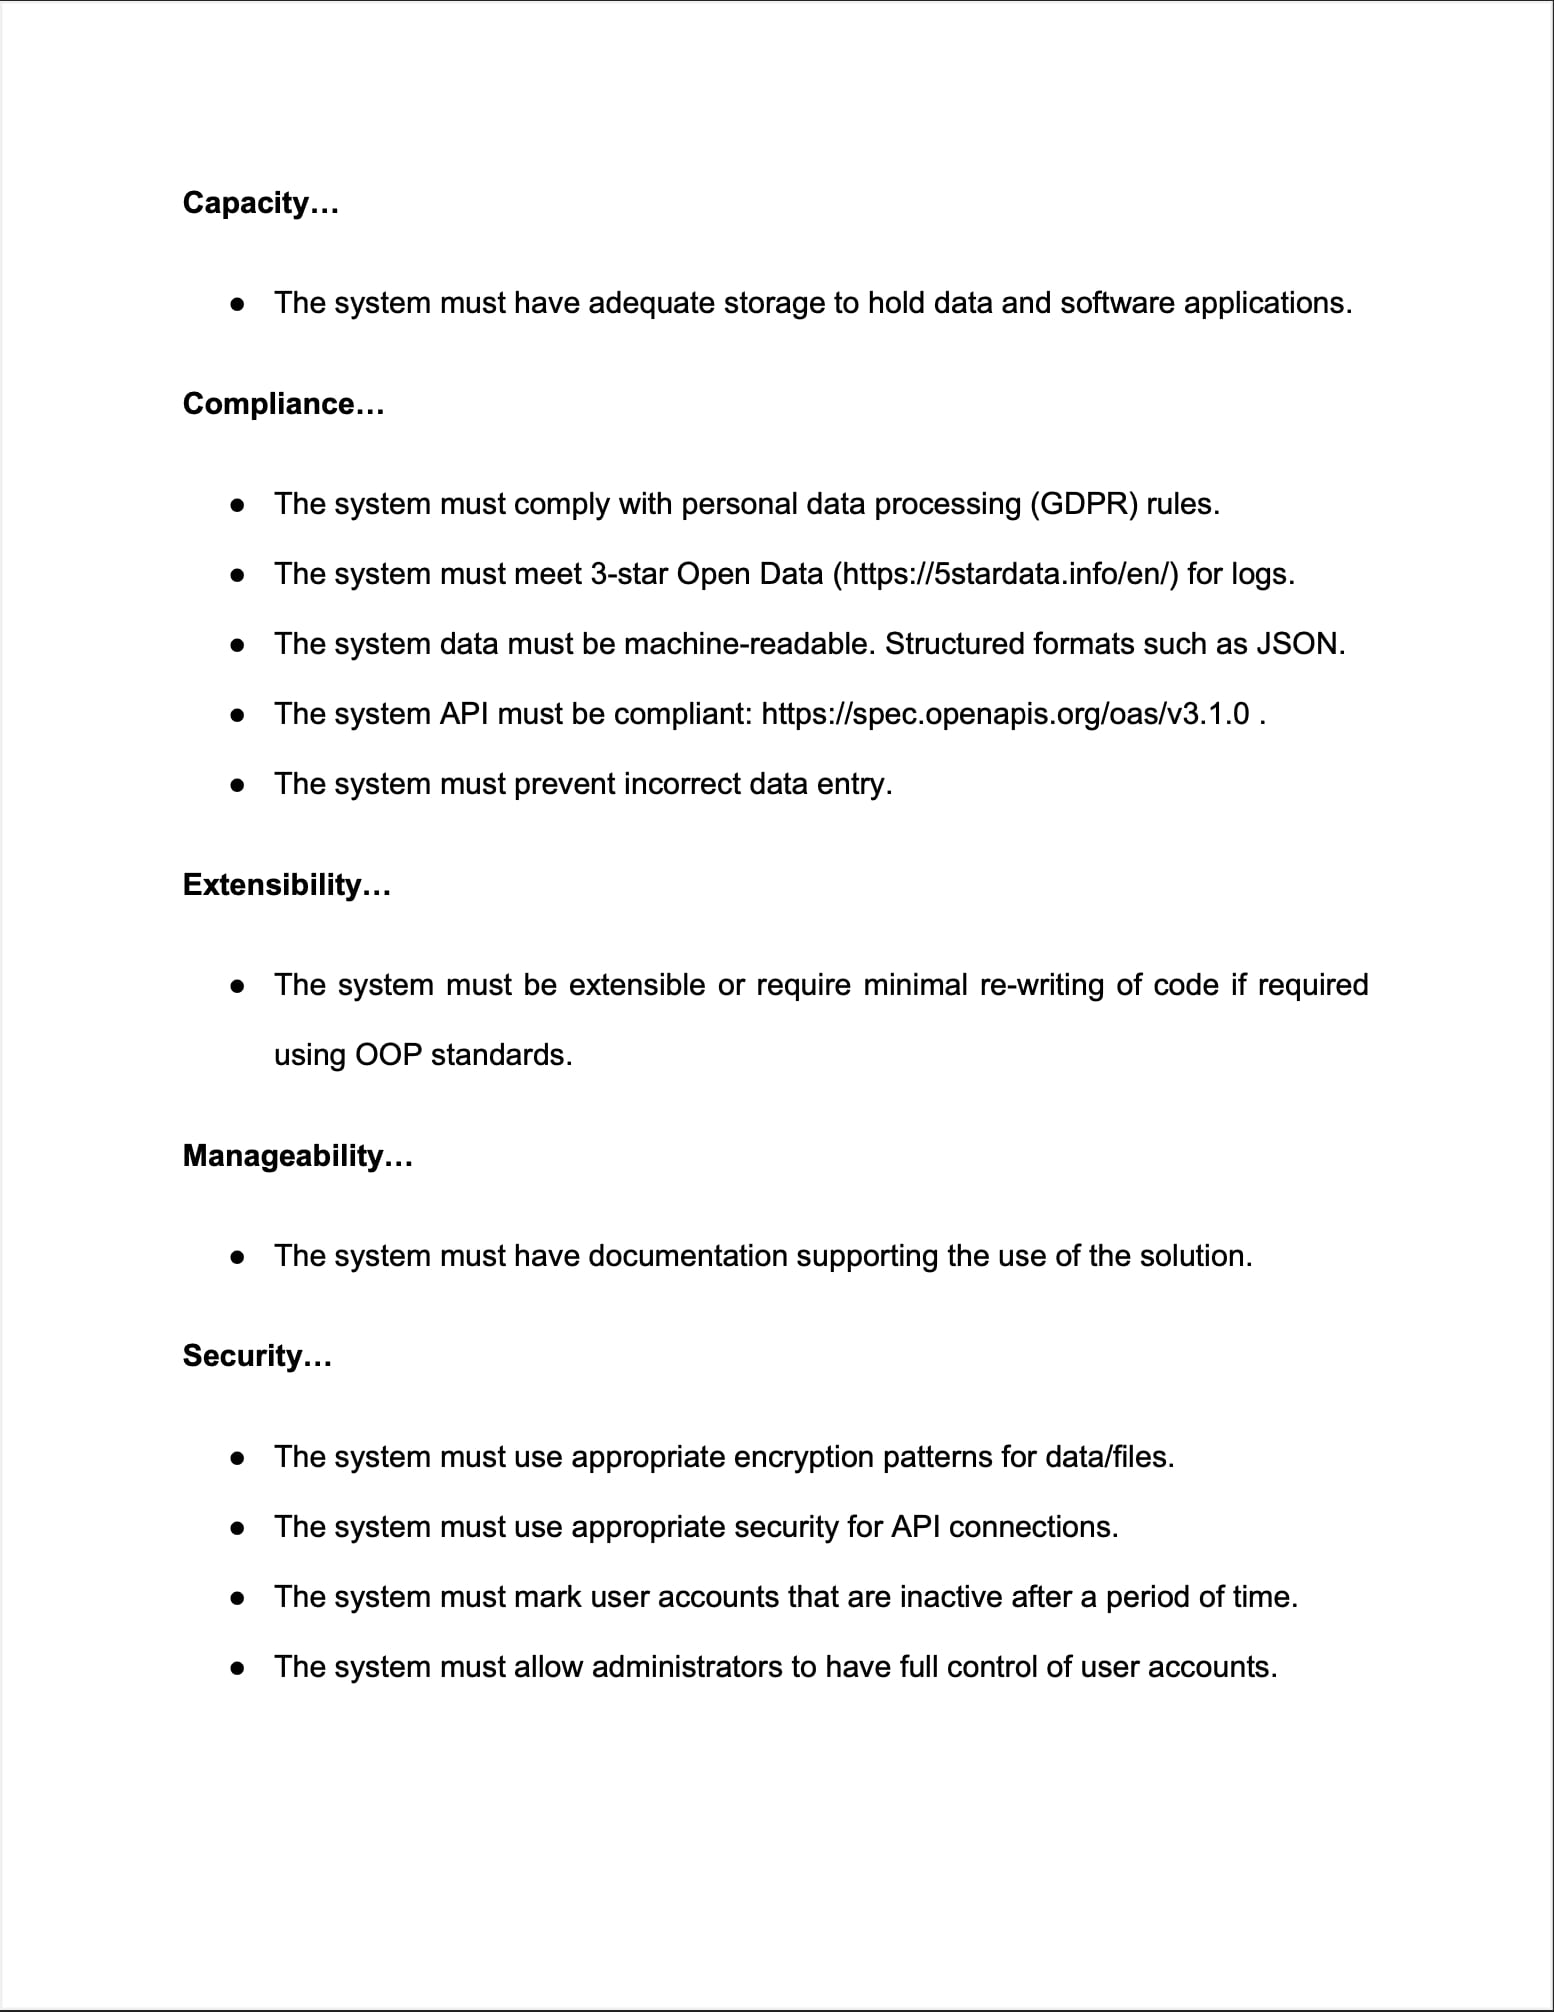 Capacity…
● The system must have adequate storage to hold data and software applications.
Compliance…
● The system must comply with personal data processing (GDPR) rules.
● The system must meet 3-star Open Data (https://5stardata.info/en/) for logs.
● The system data must be machine-readable. Structured formats such as JSON.
● The system API must be compliant: https://spec.openapis.org/oas/v3.1.0 .
● The system must prevent incorrect data entry.
Extensibility…
● The system must be extensible or require minimal re-writing of code if required
using OOP standards.
Manageability…
● The system must have documentation supporting the use of the solution.
Security…
● The system must use appropriate encryption patterns for data/files.
● The system must use appropriate security for API connections.
● The system must mark user accounts that are inactive after a period of time.
● The system must allow administrators to have full control of user accounts.